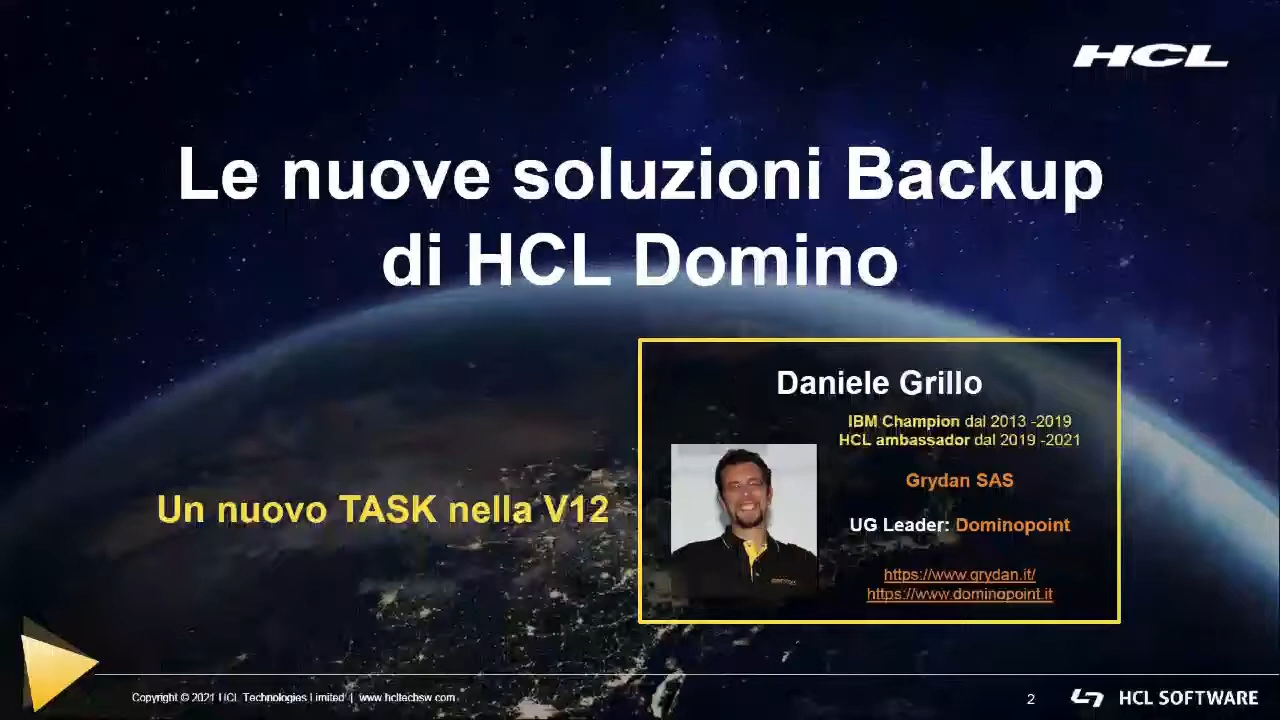 HCL
Le nuove soluzioni Backup
di HCL Domino
Daniele Grillo
IBM Champion dal 2013 -2019
HCL ambassador dal 2019 -2021
Grydan SAS
Un nuovo TASK nella V12
UG Leader: Dominopoint
https://www.grydan.it/
https://www.dominopoint.it
Copyright © 2021 HCL Technologies Limited | www.hcltechsw.com
2
HCL SOFTWARE